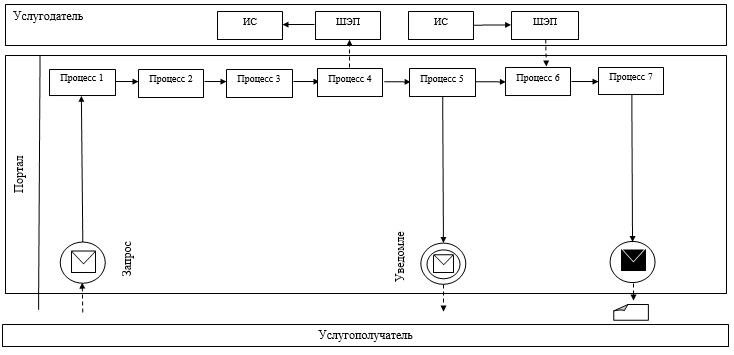 Услугодатель
ИС
ШЭП
ИС
ШЭП
Процесс 1
Процесс 2
Процесс 3
Процесс 4
Процесс 5
Процесс 6
Процесс 7
Портал
Запрос
Уведомле
Услугополучатель